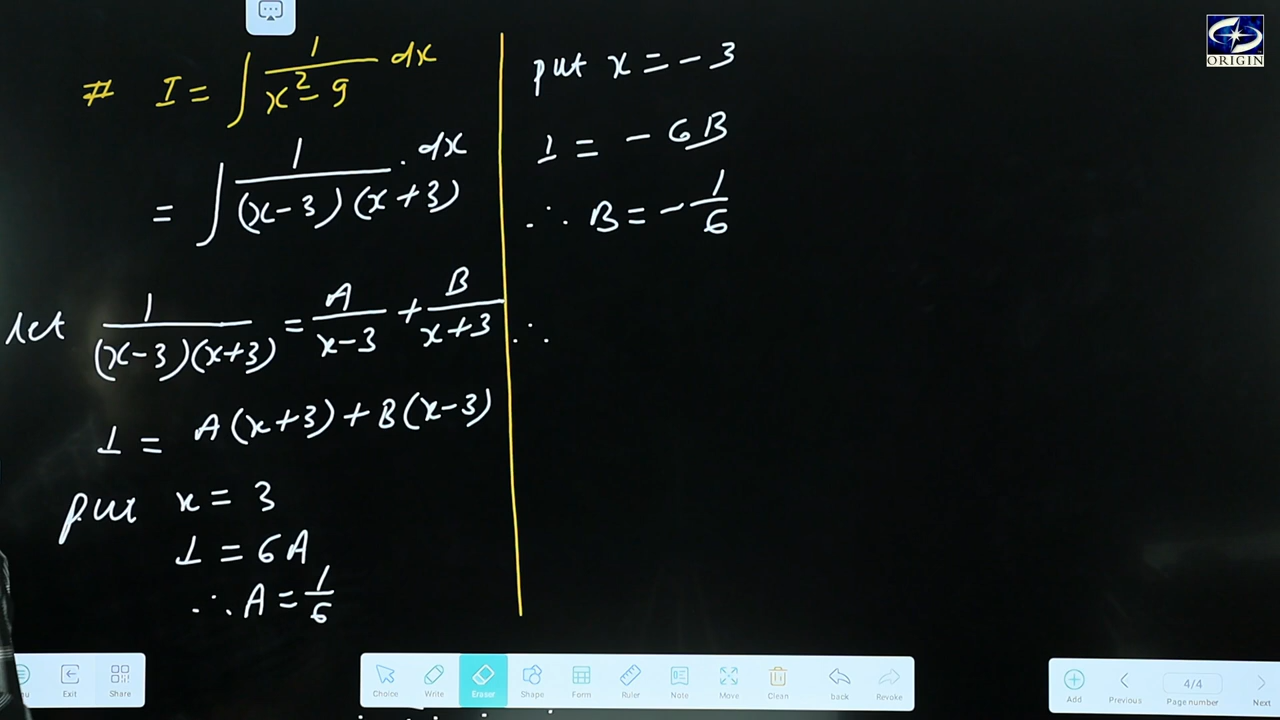 # I = ∫ 1/(x² - 9) dx
= ∫ 1/((x-3)(x+3)) . dx
let 1/((x-3)(x+3)) = A/(x-3) + B/(x+3)
1 = A(x+3) + B(x-3)
put x = 3
1 = 6A
∴ A = 1/6
put x = -3
1 = -6B
∴ B = -1/6
∴
ORIGIN
Exit
Share
Choice
Write
Eraser
Shape
Form
Ruler
Note
Move
Clean
back
Revoke
Add
Previous
4/4
Page number
Next